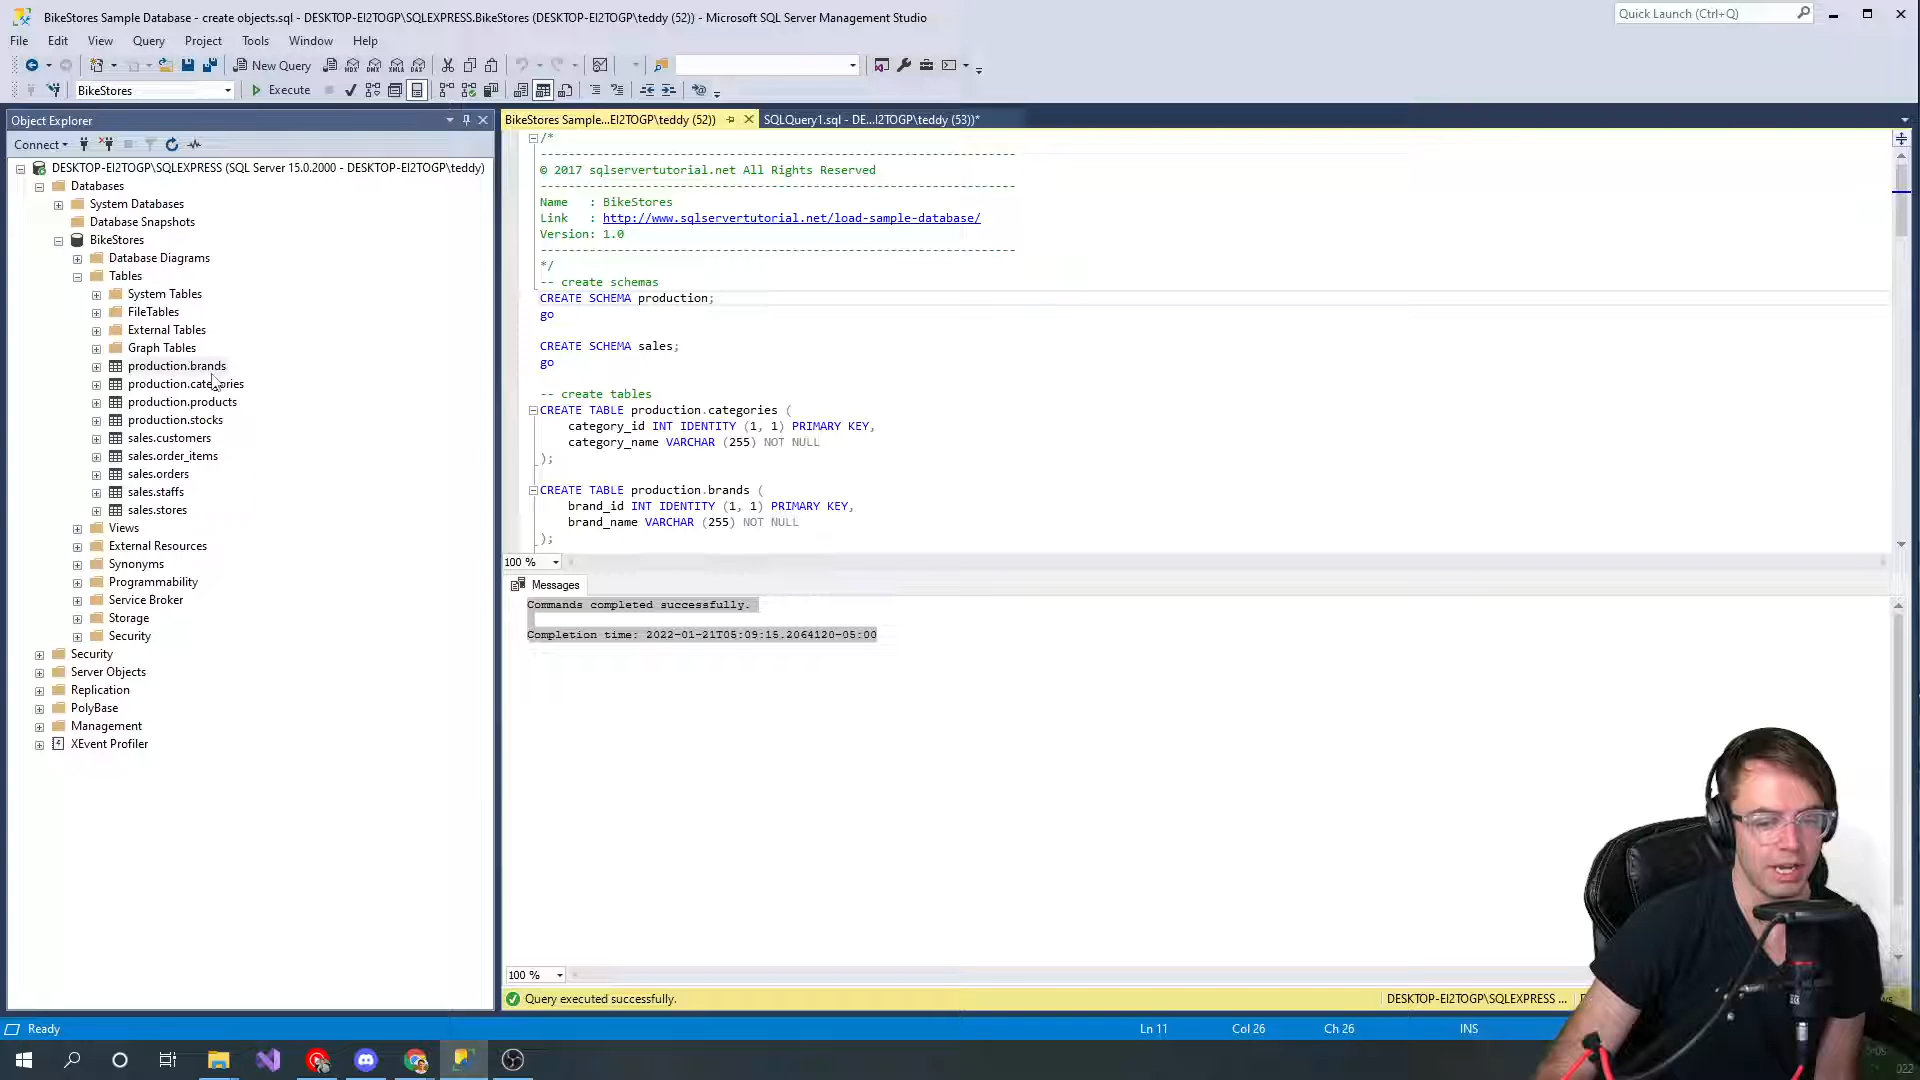 BikeStores Sample Database - create objects.sql - DESKTOP-EI2TOGP\SQLEXPRESS.BikeStores (DESKTOP-EI2TOGP\teddy (52)) - Microsoft SQL Server Management Studio
Quick Launch (Ctrl+Q)
File Edit View Query Project Tools Window Help
New Query
BikeStores
Execute
Object Explorer
Connect
DESKTOP-EI2TOGP\SQLEXPRESS (SQL Server 15.0.2000 - DESKTOP-EI2TOGP\teddy)
Databases
System Databases
Database Snapshots
BikeStores
Database Diagrams
Tables
System Tables
FileTables
External Tables
Graph Tables
production.brands
production.categories
production.products
production.stocks
sales.customers
sales.order_items
sales.orders
sales.staffs
sales.stores
Views
External Resources
Synonyms
Programmability
Service Broker
Storage
Security
Security
Server Objects
Replication
PolyBase
Management
XEvent Profiler
BikeStores Sample...EI2TOGP\teddy (52))
SQLQuery1.sql - DE...I2TOGP\teddy (53))*
/*
--------------------------------------------------------------------
© 2017 sqlservertutorial.net All Rights Reserved
--------------------------------------------------------------------
Name : BikeStores
Link : http://www.sqlservertutorial.net/load-sample-database/
Version: 1.0
--------------------------------------------------------------------
*/
-- create schemas
CREATE SCHEMA production;
go
CREATE SCHEMA sales;
go
-- create tables
CREATE TABLE production.categories (
category_id INT IDENTITY (1, 1) PRIMARY KEY,
category_name VARCHAR (255) NOT NULL
);
CREATE TABLE production.brands (
brand_id INT IDENTITY (1, 1) PRIMARY KEY,
brand_name VARCHAR (255) NOT NULL
);
100 %
Messages
Commands completed successfully.
Completion time: 2022-01-21T05:09:15.2064120-05:00
100 %
Query executed successfully.
DESKTOP-EI2TOGP\SQLEXPRESS ...
Ready
Ln 11
Col 26
Ch 26
INS